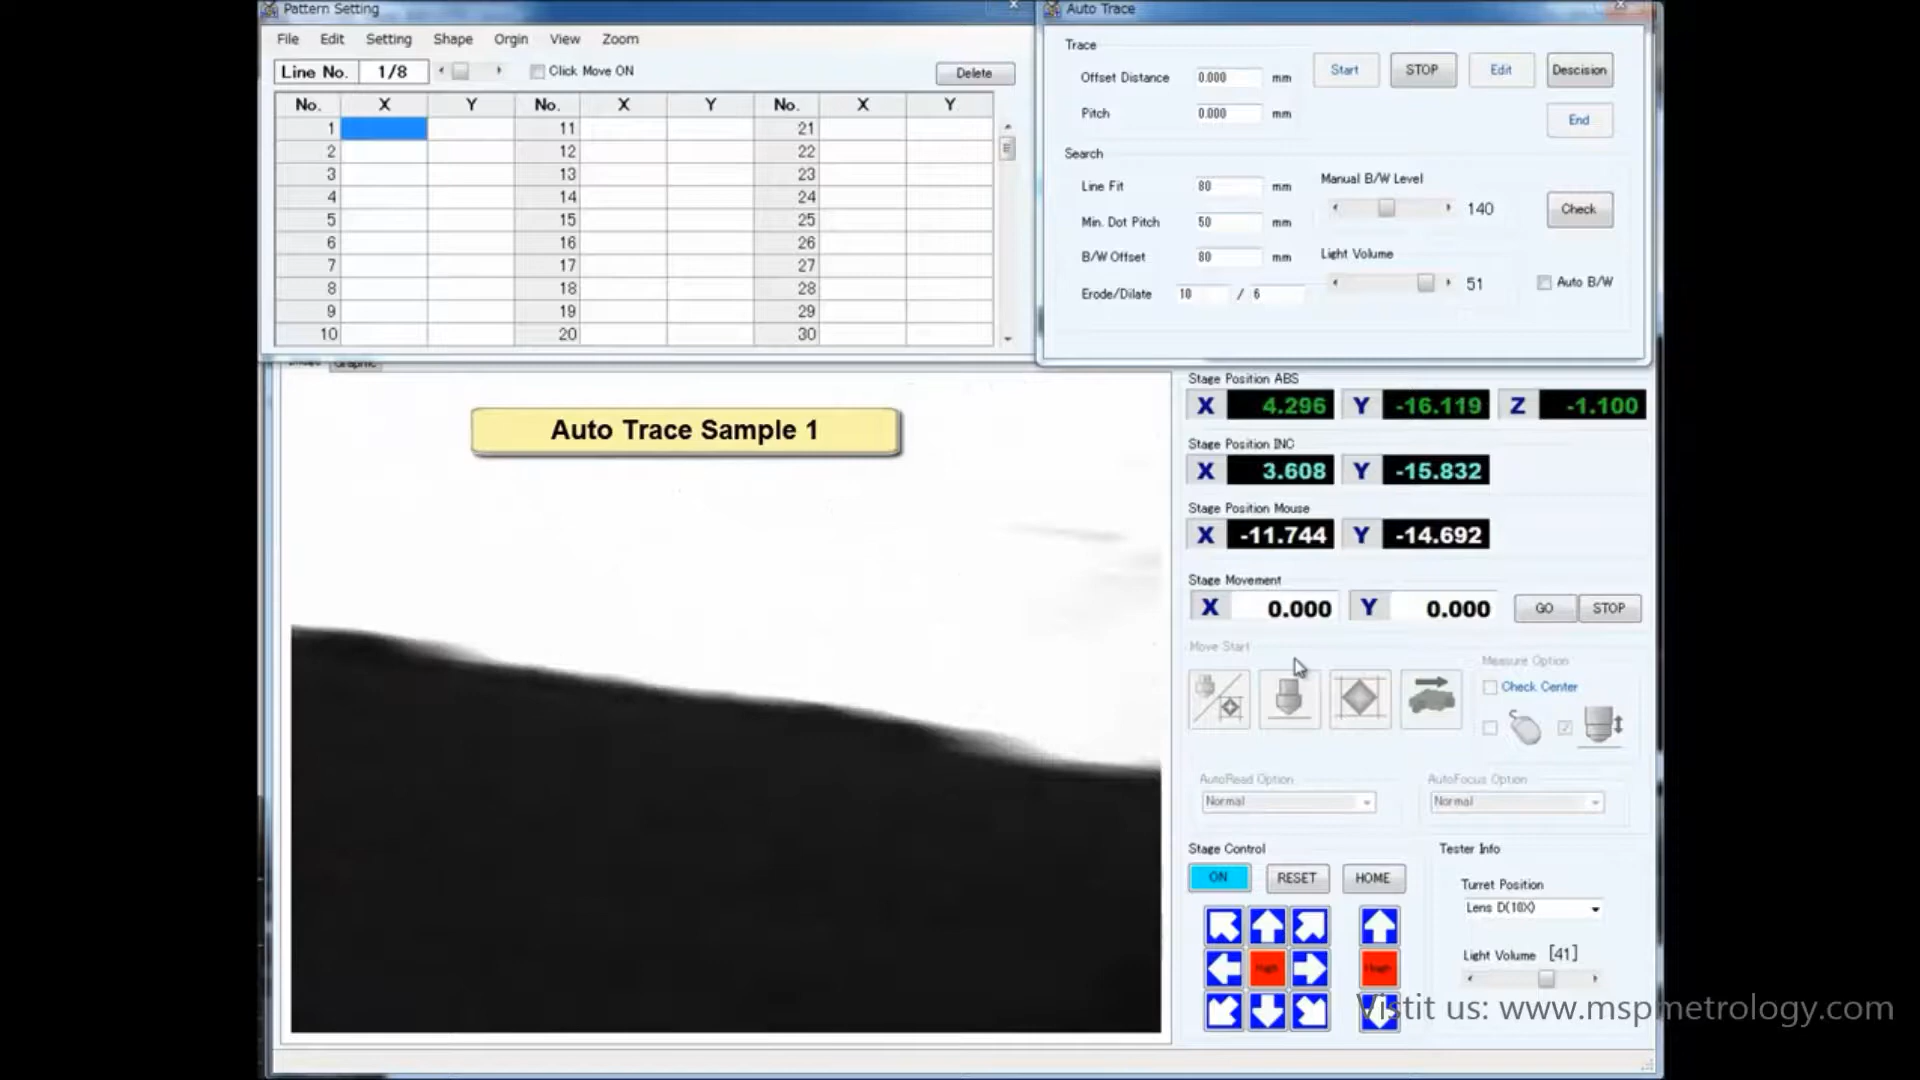 Pattern Setting
File Edit Setting Shape Orgin View Zoom
Line No. 1/8 Click Move ON Delete
No. X Y No. X Y No. X Y
1 11 21
2 12 22
3 13 23
4 14 24
5 15 25
6 16 26
7 17 27
8 18 28
9 19 29
10 20 30
Auto Trace
Trace
Offset Distance 0.000 mm Start STOP Edit Descision
Pitch 0.000 mm End
Search
Line Fit 80 mm Manual B/W Level
140 Check
Min. Dot Pitch 50 mm
B/W Offset 80 mm Light Volume
51 Auto B/W
Erode/Dilate 10 / 6
Graphic
Auto Trace Sample 1
Stage Position ABS
X 4.296 Y -16.119 Z -1.100
Stage Position INC
X 3.608 Y -15.832
Stage Position Mouse
X -11.744 Y -14.692
Stage Movement
X 0.000 Y 0.000 GO STOP
Move Start
Measure Option
Check Center
AutoRead Option AutoFocus Option
Normal Normal
Stage Control Tester Info
ON RESET HOME
Turret Position
Lens D(10X)
Light Volume [41]
High High
Vistit us: www.mspmetrology.com